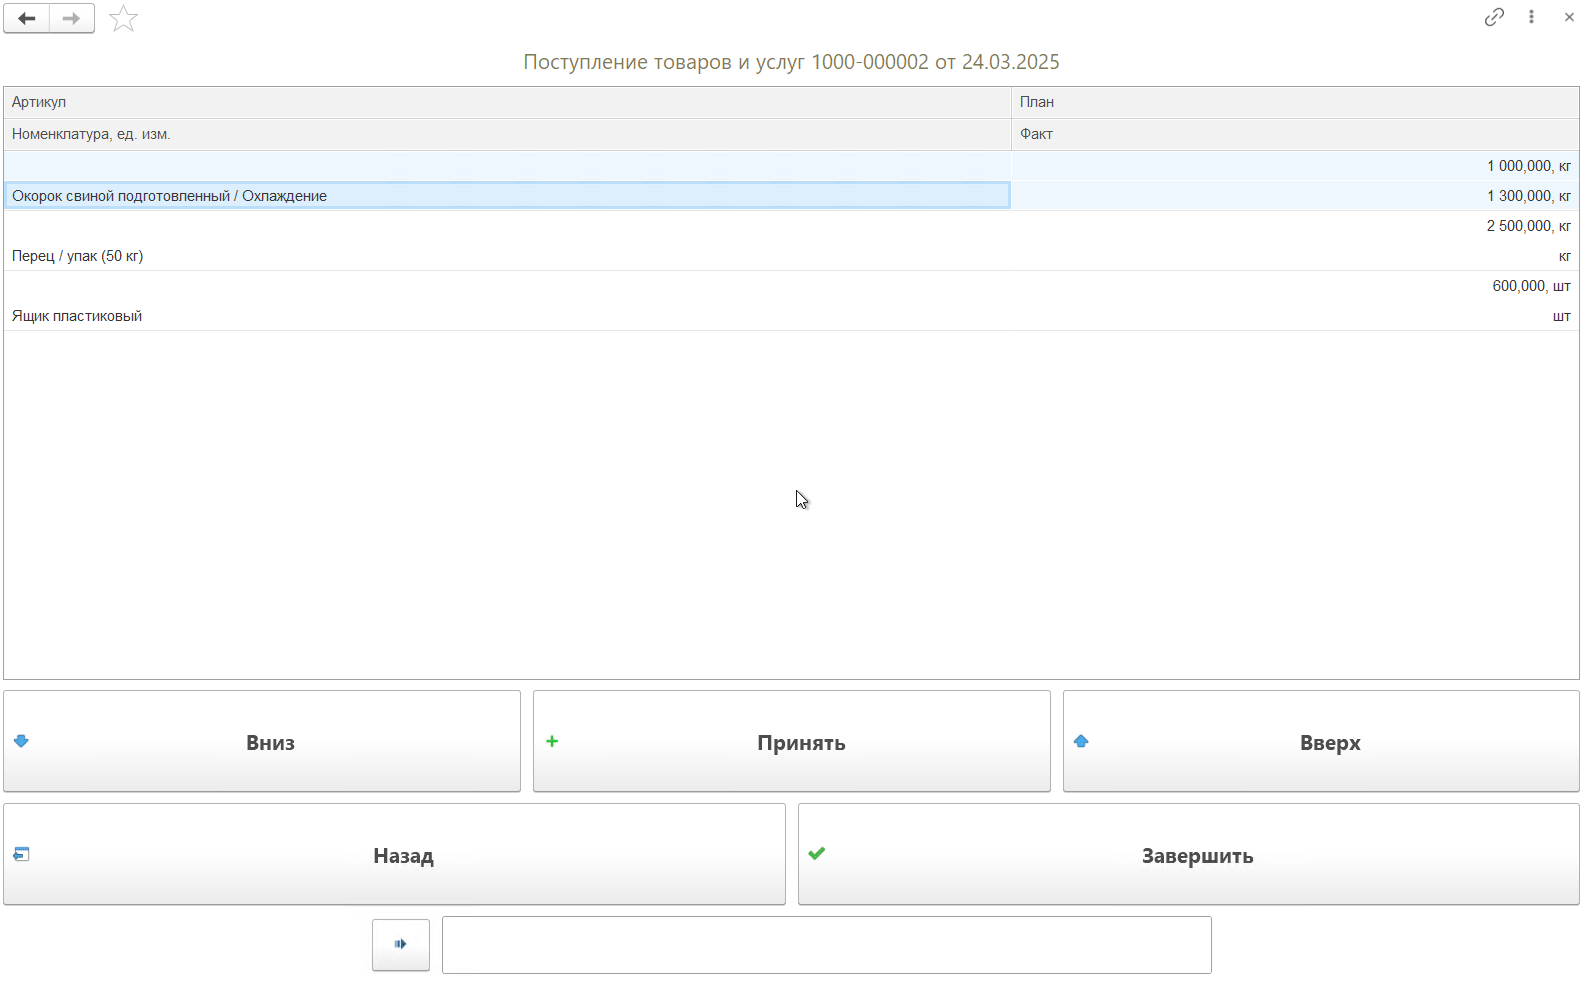 Поступление товаров и услуг 1000-000002 от 24.03.2025
Артикул План
Номенклатура, ед. изм. Факт
1 000,000, кг
Окорок свиной подготовленный / Охлаждение 1 300,000, кг
2 500,000, кг
Перец / упак (50 кг) кг
600,000, шт
Ящик пластиковый шт
Вниз Принять Вверх
Назад Завершить